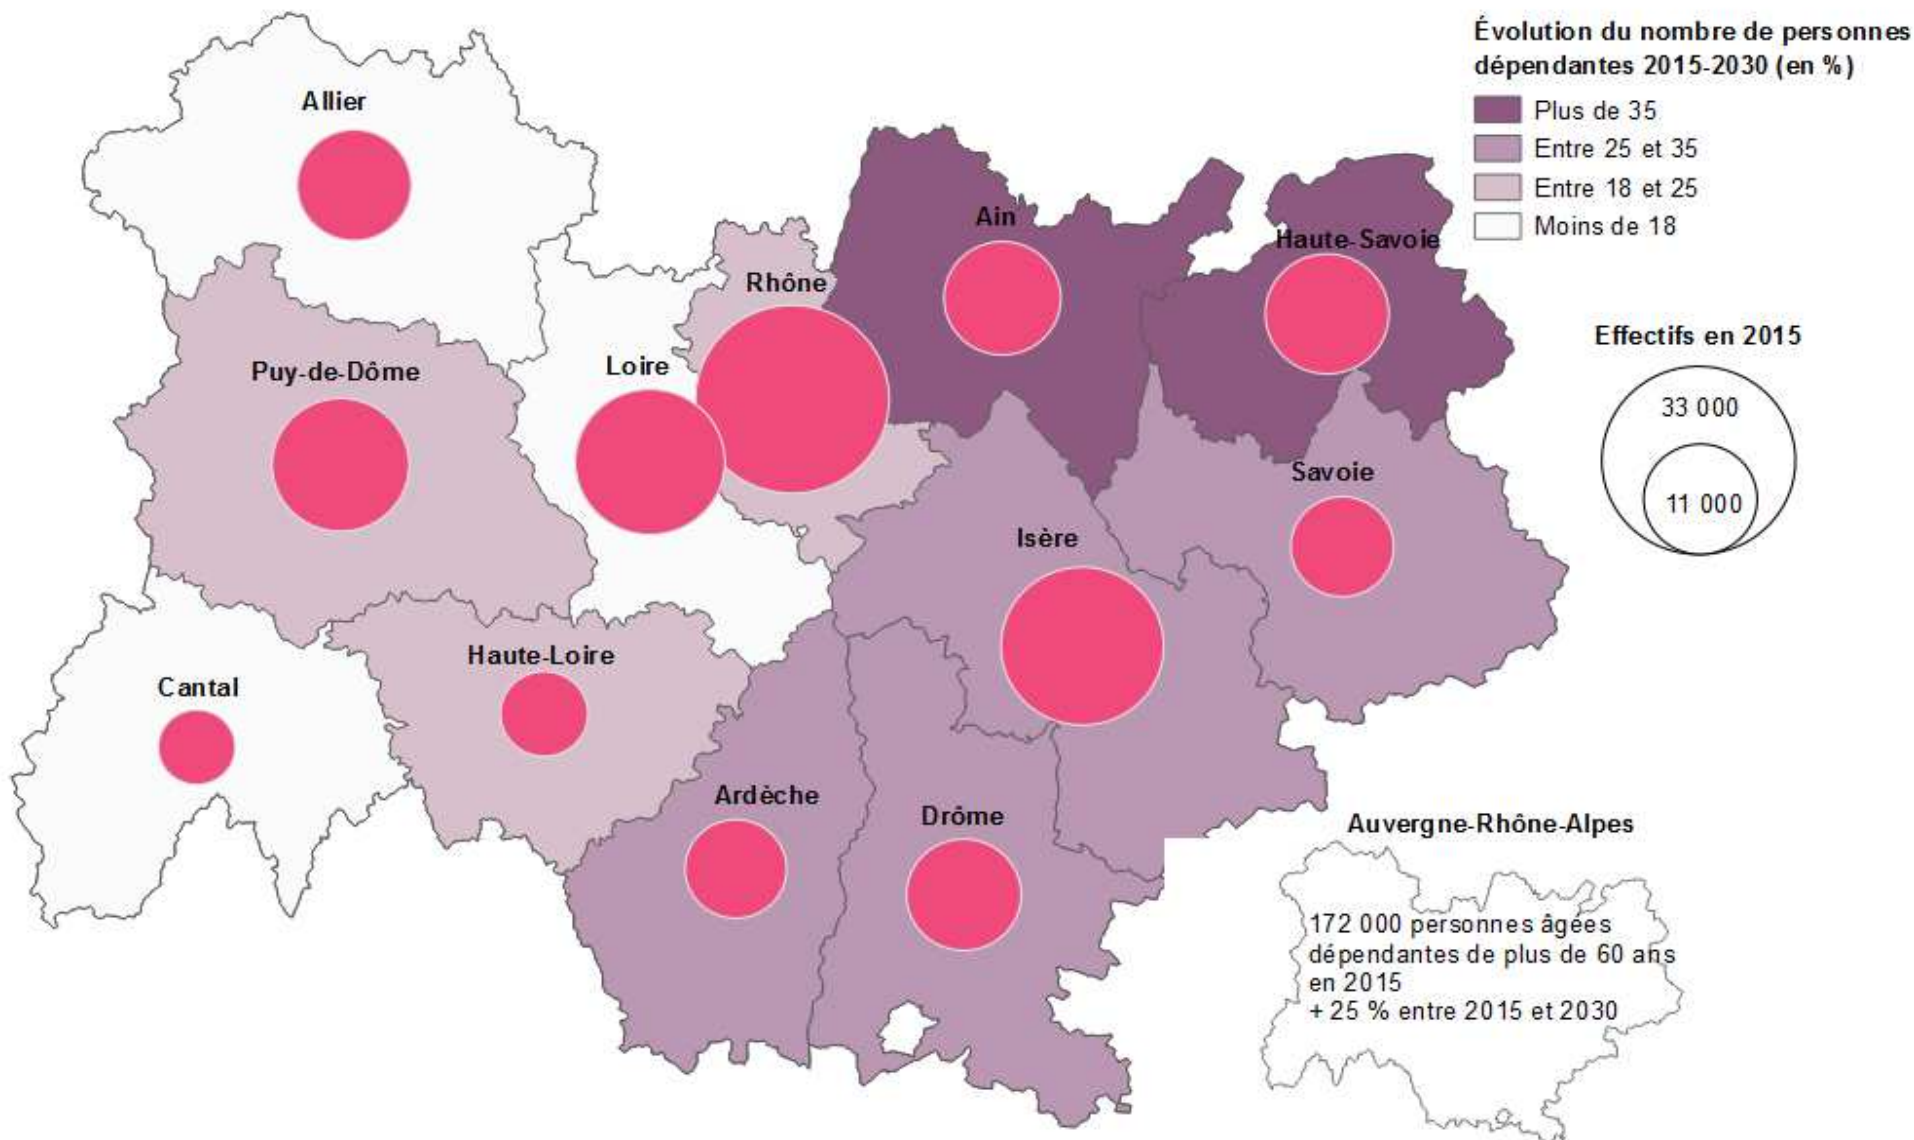 Évolution du nombre de personnes
dépendantes 2015-2030 (en %)
Plus de 35
Entre 25 et 35
Entre 18 et 25
Moins de 18
Allier
Ain
Haute-Savoie
Rhône
Effectifs en 2015
33 000
11 000
Puy-de-Dôme
Loire
Savoie
Isère
Haute-Loire
Cantal
Ardèche
Drôme
Auvergne-Rhône-Alpes
172 000 personnes âgées
dépendantes de plus de 60 ans
en 2015
+ 25 % entre 2015 et 2030